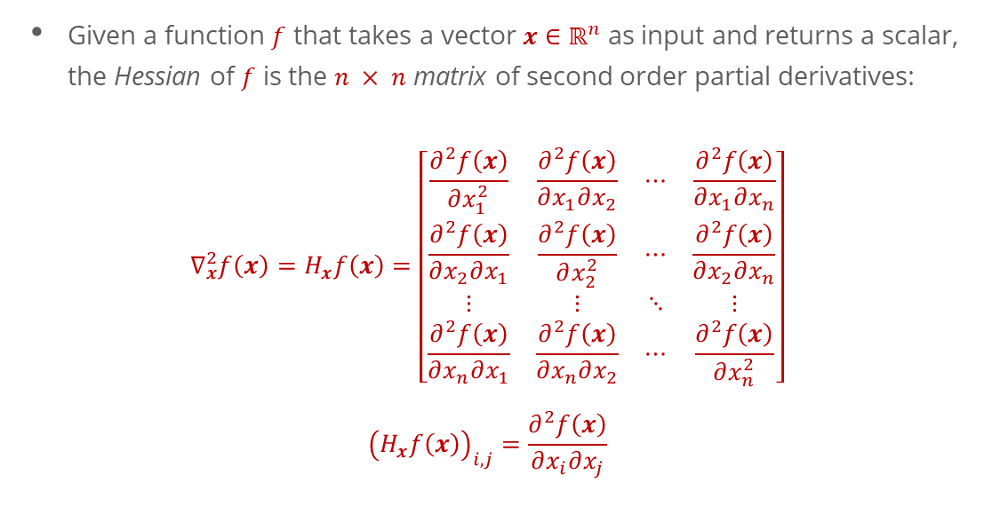 • Given a function f that takes a vector 𝒙 ∈ ℝⁿ as input and returns a scalar,
the Hessian of f is the n × n matrix of second order partial derivatives:
$$\nabla_{\boldsymbol{x}}^2 f(\boldsymbol{x}) = H_{\boldsymbol{x}} f(\boldsymbol{x}) = \begin{bmatrix} \frac{\partial^2 f(\boldsymbol{x})}{\partial x_1^2} & \frac{\partial^2 f(\boldsymbol{x})}{\partial x_1 \partial x_2} & \cdots & \frac{\partial^2 f(\boldsymbol{x})}{\partial x_1 \partial x_n} \\ \frac{\partial^2 f(\boldsymbol{x})}{\partial x_2 \partial x_1} & \frac{\partial^2 f(\boldsymbol{x})}{\partial x_2^2} & \cdots & \frac{\partial^2 f(\boldsymbol{x})}{\partial x_2 \partial x_n} \\ \vdots & \vdots & \ddots & \vdots \\ \frac{\partial^2 f(\boldsymbol{x})}{\partial x_n \partial x_1} & \frac{\partial^2 f(\boldsymbol{x})}{\partial x_n \partial x_2} & \cdots & \frac{\partial^2 f(\boldsymbol{x})}{\partial x_n^2} \end{bmatrix}$$
$$\left(H_{\boldsymbol{x}} f(\boldsymbol{x})\right)_{i,j} = \frac{\partial^2 f(\boldsymbol{x})}{\partial x_i \partial x_j}$$